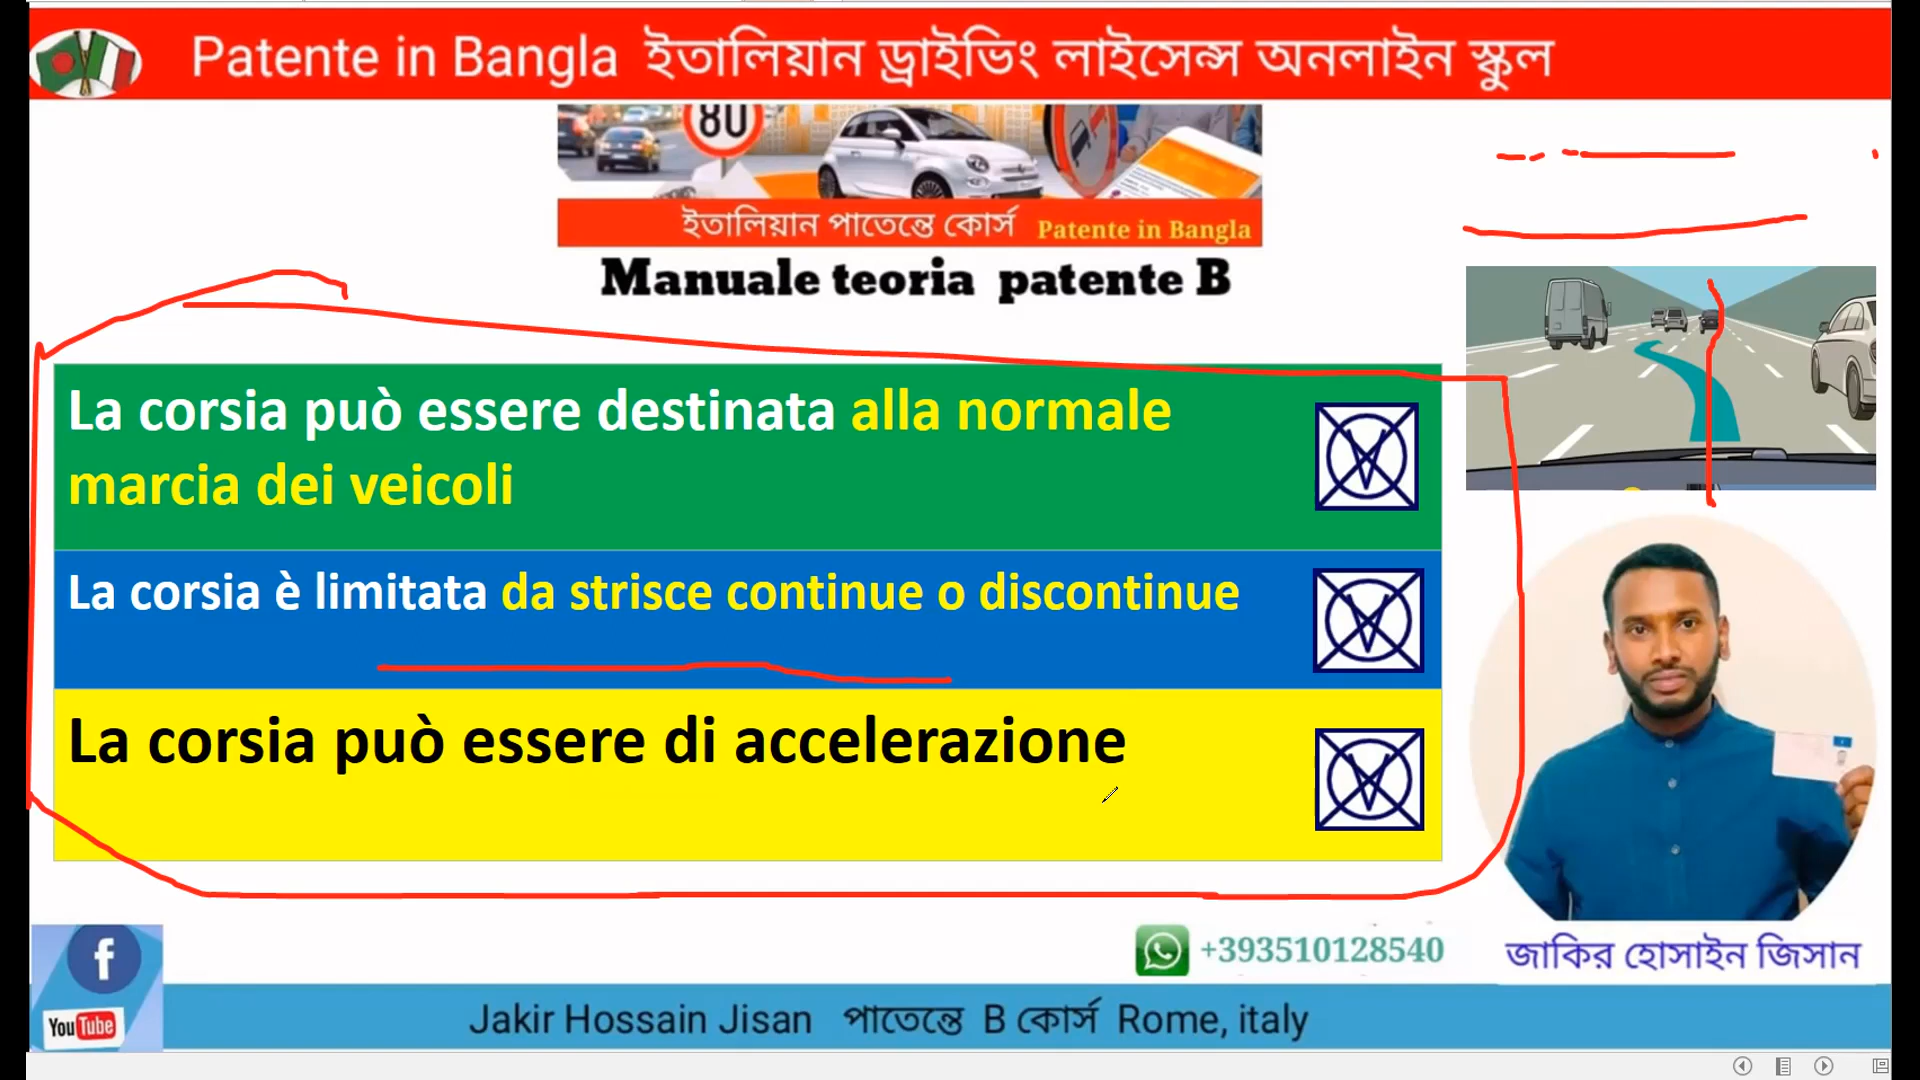 Patente in Bangla ইতালিয়ান ড্রাইভিং লাইসেন্স অনলাইন স্কুল
80
ইতালিয়ান পাতেন্তে কোর্স Patente in Bangla
Manuale teoria patente B
La corsia può essere destinata alla normale
marcia dei veicoli
V
La corsia è limitata da strisce continue o discontinue
V
La corsia può essere di accelerazione
V
+393510128540
জাকির হোসাইন জিসান
f
YouTube
Jakir Hossain Jisan পাতেন্তে B কোর্স Rome, italy